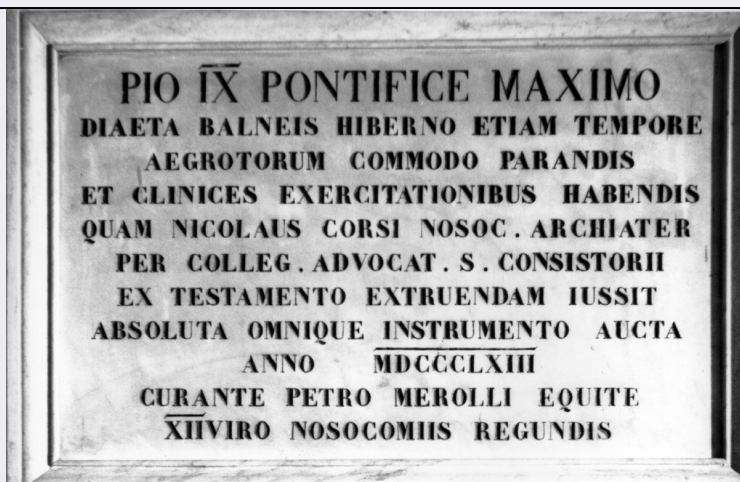 PIO IX PONTIFICE MAXIMO
DIAETA BALNEIS HIBERNO ETIAM TEMPORE
AEGROTORUM COMMODO PARANDIS
ET CLINICES EXERCITATIONIBUS HABENDIS
QUAM NICOLAUS CORSI NOSOC. ARCHIATER
PER COLLEG. ADVOCAT. S. CONSISTORII
EX TESTAMENTO EXTRUENDAM IUSSIT
ABSOLUTA OMNIQUE INSTRUMENTO AUCTA
ANNO MDCCCLXIII
CURANTE PETRO MEROLLI EQUITE
XIIVIRO NOSOCOMIIS REGUNDIS